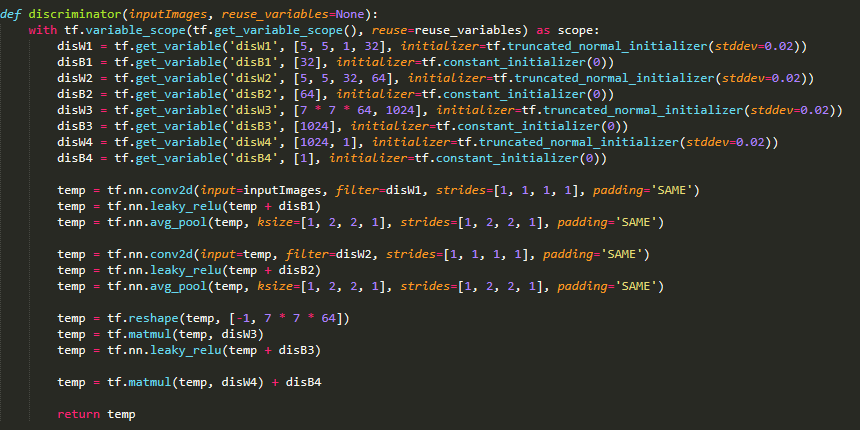 def discriminator(inputImages, reuse_variables=None):
    with tf.variable_scope(tf.get_variable_scope(), reuse=reuse_variables) as scope:
        disW1 = tf.get_variable('disW1', [5, 5, 1, 32], initializer=tf.truncated_normal_initializer(stddev=0.02))
        disB1 = tf.get_variable('disB1', [32], initializer=tf.constant_initializer(0))
        disW2 = tf.get_variable('disW2', [5, 5, 32, 64], initializer=tf.truncated_normal_initializer(stddev=0.02))
        disB2 = tf.get_variable('disB2', [64], initializer=tf.constant_initializer(0))
        disW3 = tf.get_variable('disW3', [7 * 7 * 64, 1024], initializer=tf.truncated_normal_initializer(stddev=0.02))
        disB3 = tf.get_variable('disB3', [1024], initializer=tf.constant_initializer(0))
        disW4 = tf.get_variable('disW4', [1024, 1], initializer=tf.truncated_normal_initializer(stddev=0.02))
        disB4 = tf.get_variable('disB4', [1], initializer=tf.constant_initializer(0))

        temp = tf.nn.conv2d(input=inputImages, filter=disW1, strides=[1, 1, 1, 1], padding='SAME')
        temp = tf.nn.leaky_relu(temp + disB1)
        temp = tf.nn.avg_pool(temp, ksize=[1, 2, 2, 1], strides=[1, 2, 2, 1], padding='SAME')

        temp = tf.nn.conv2d(input=temp, filter=disW2, strides=[1, 1, 1, 1], padding='SAME')
        temp = tf.nn.leaky_relu(temp + disB2)
        temp = tf.nn.avg_pool(temp, ksize=[1, 2, 2, 1], strides=[1, 2, 2, 1], padding='SAME')

        temp = tf.reshape(temp, [-1, 7 * 7 * 64])
        temp = tf.matmul(temp, disW3)
        temp = tf.nn.leaky_relu(temp + disB3)

        temp = tf.matmul(temp, disW4) + disB4

        return temp